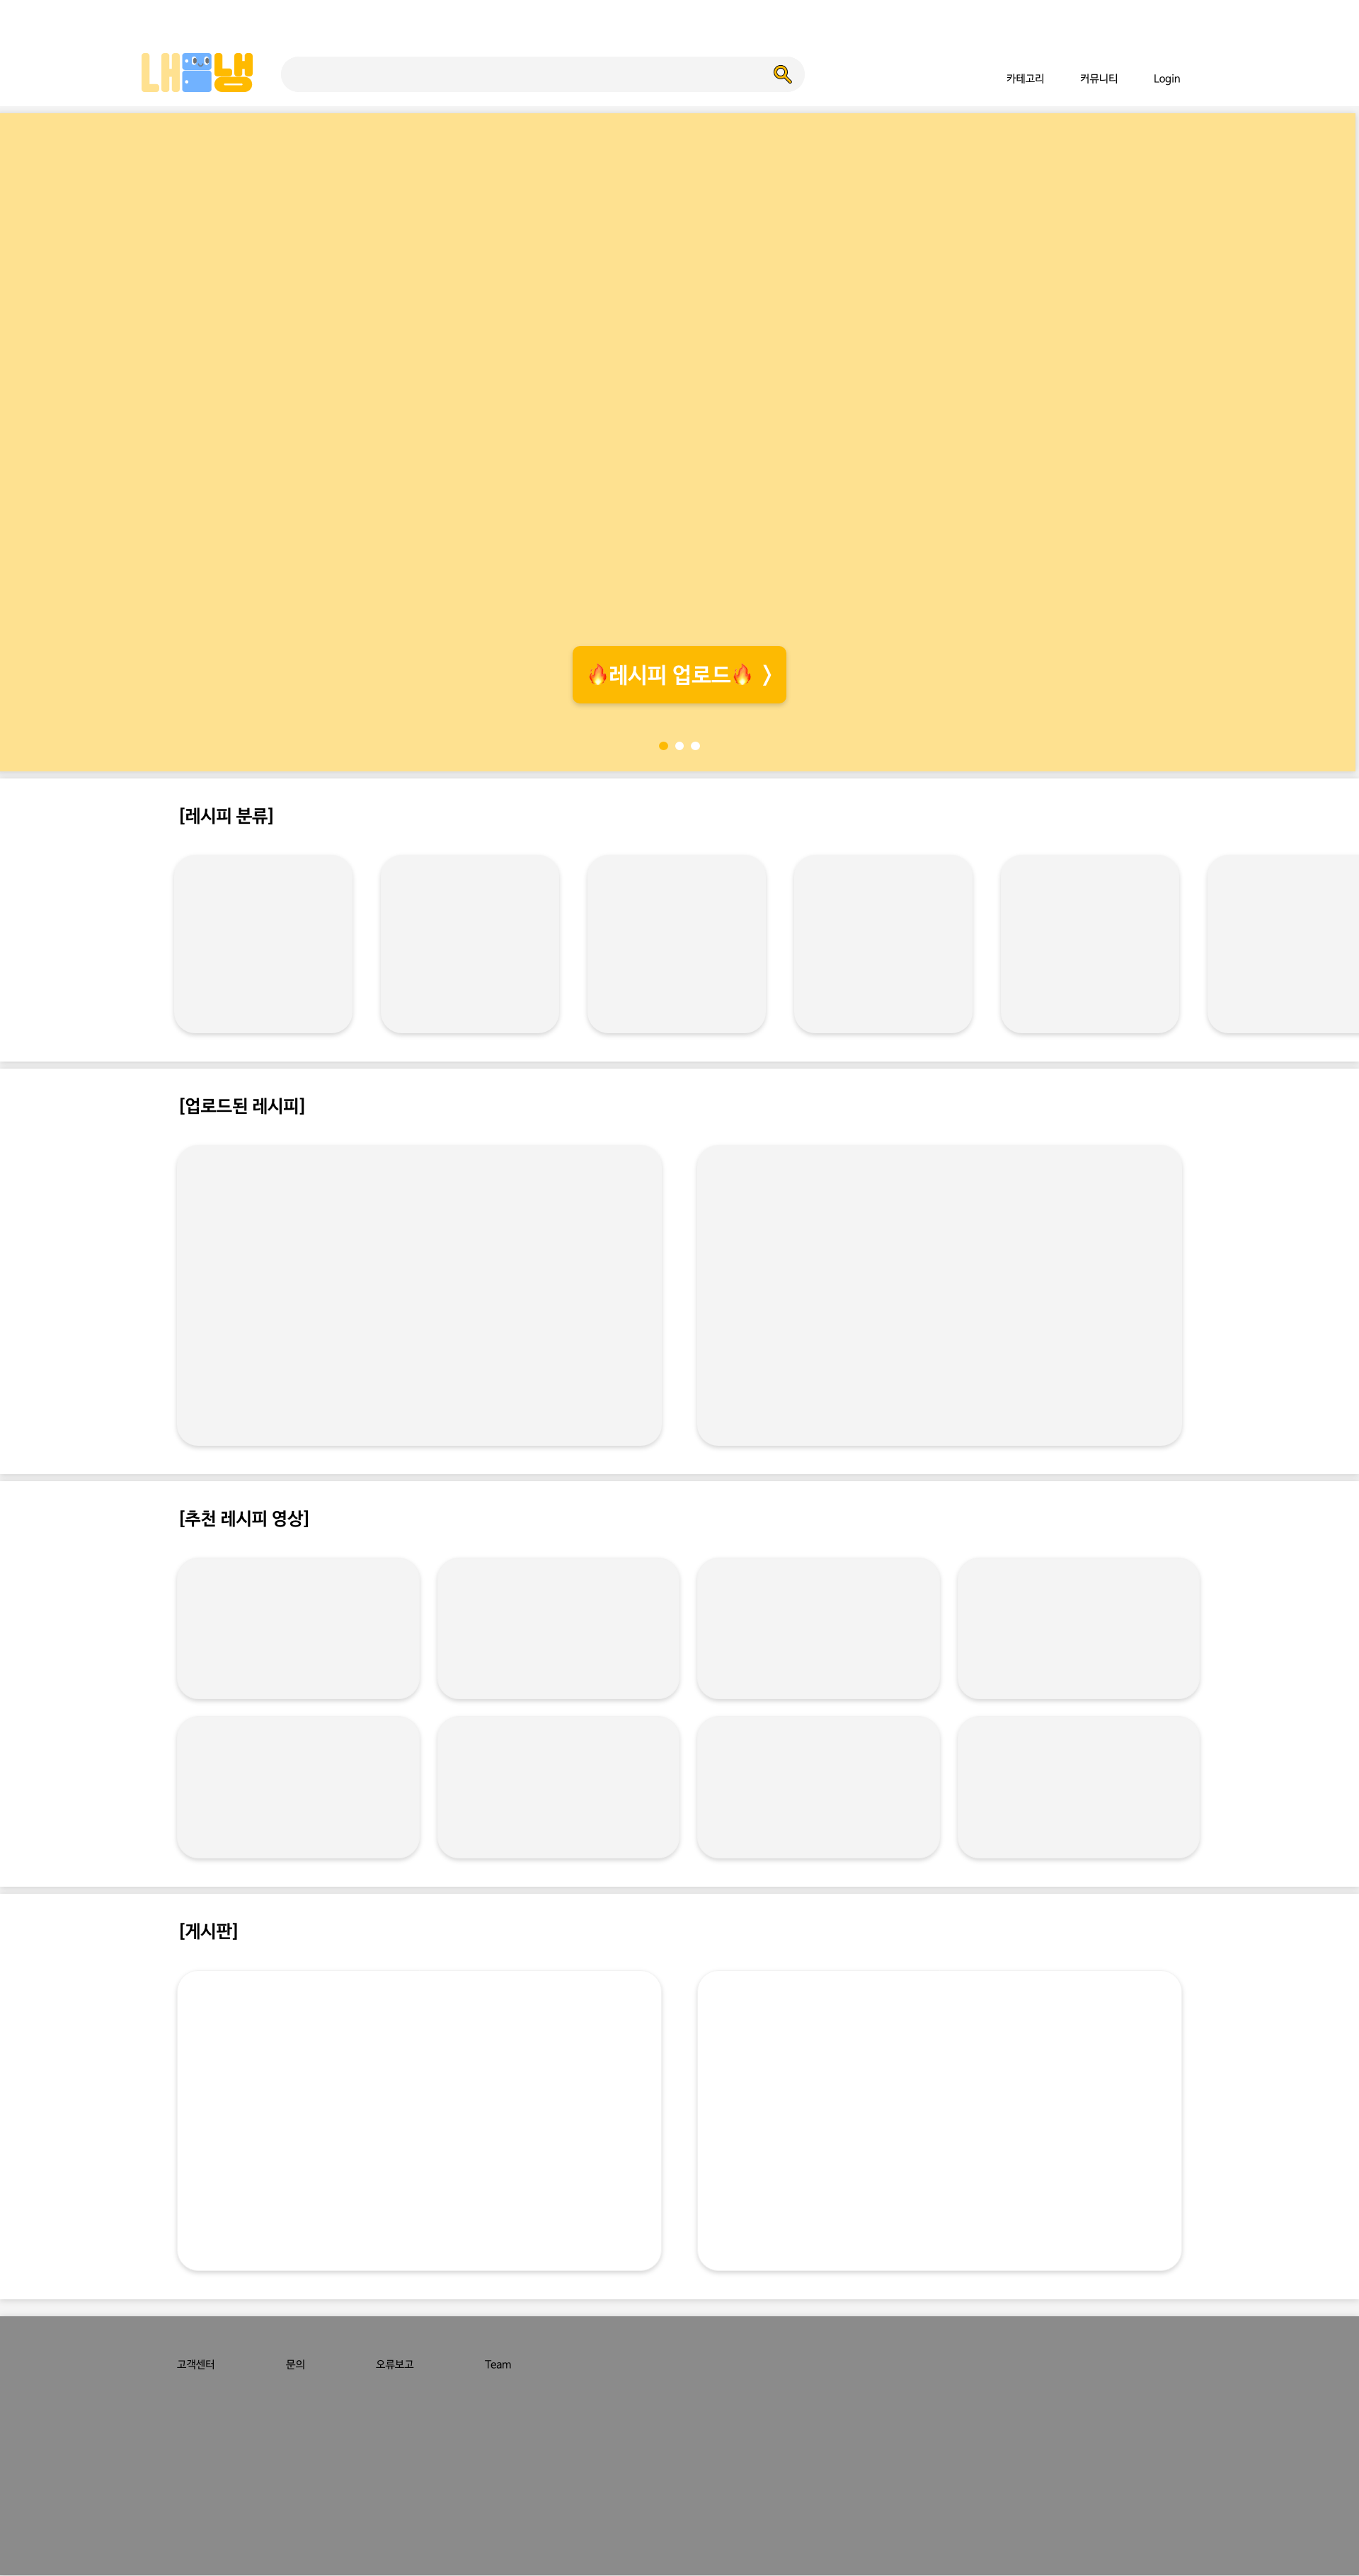 내 냉
카테고리 커뮤니티 Login
레시피 업로드 >
[레시피 분류]
[업로드된 레시피]
[추천 레시피 영상]
[게시판]
고객센터 문의 오류보고 Team